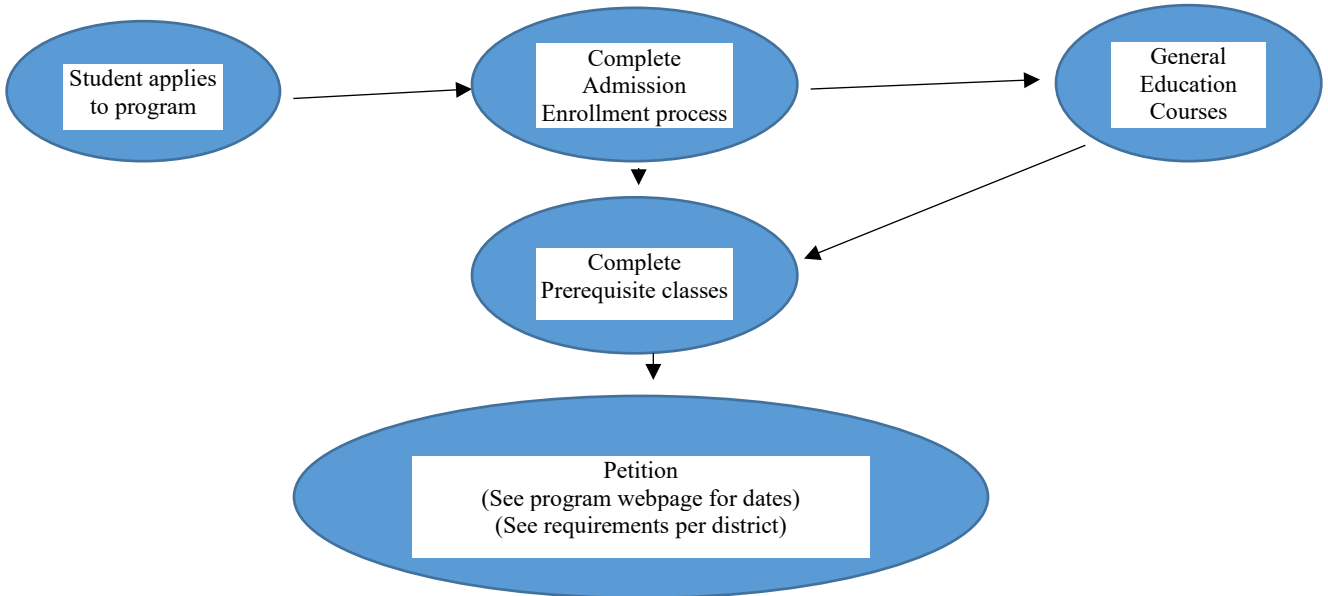 Student applies
to program
Complete
Admission
Enrollment process
General
Education
Courses
Complete
Prerequisite classes
Petition
(See program webpage for dates)
(See requirements per district)